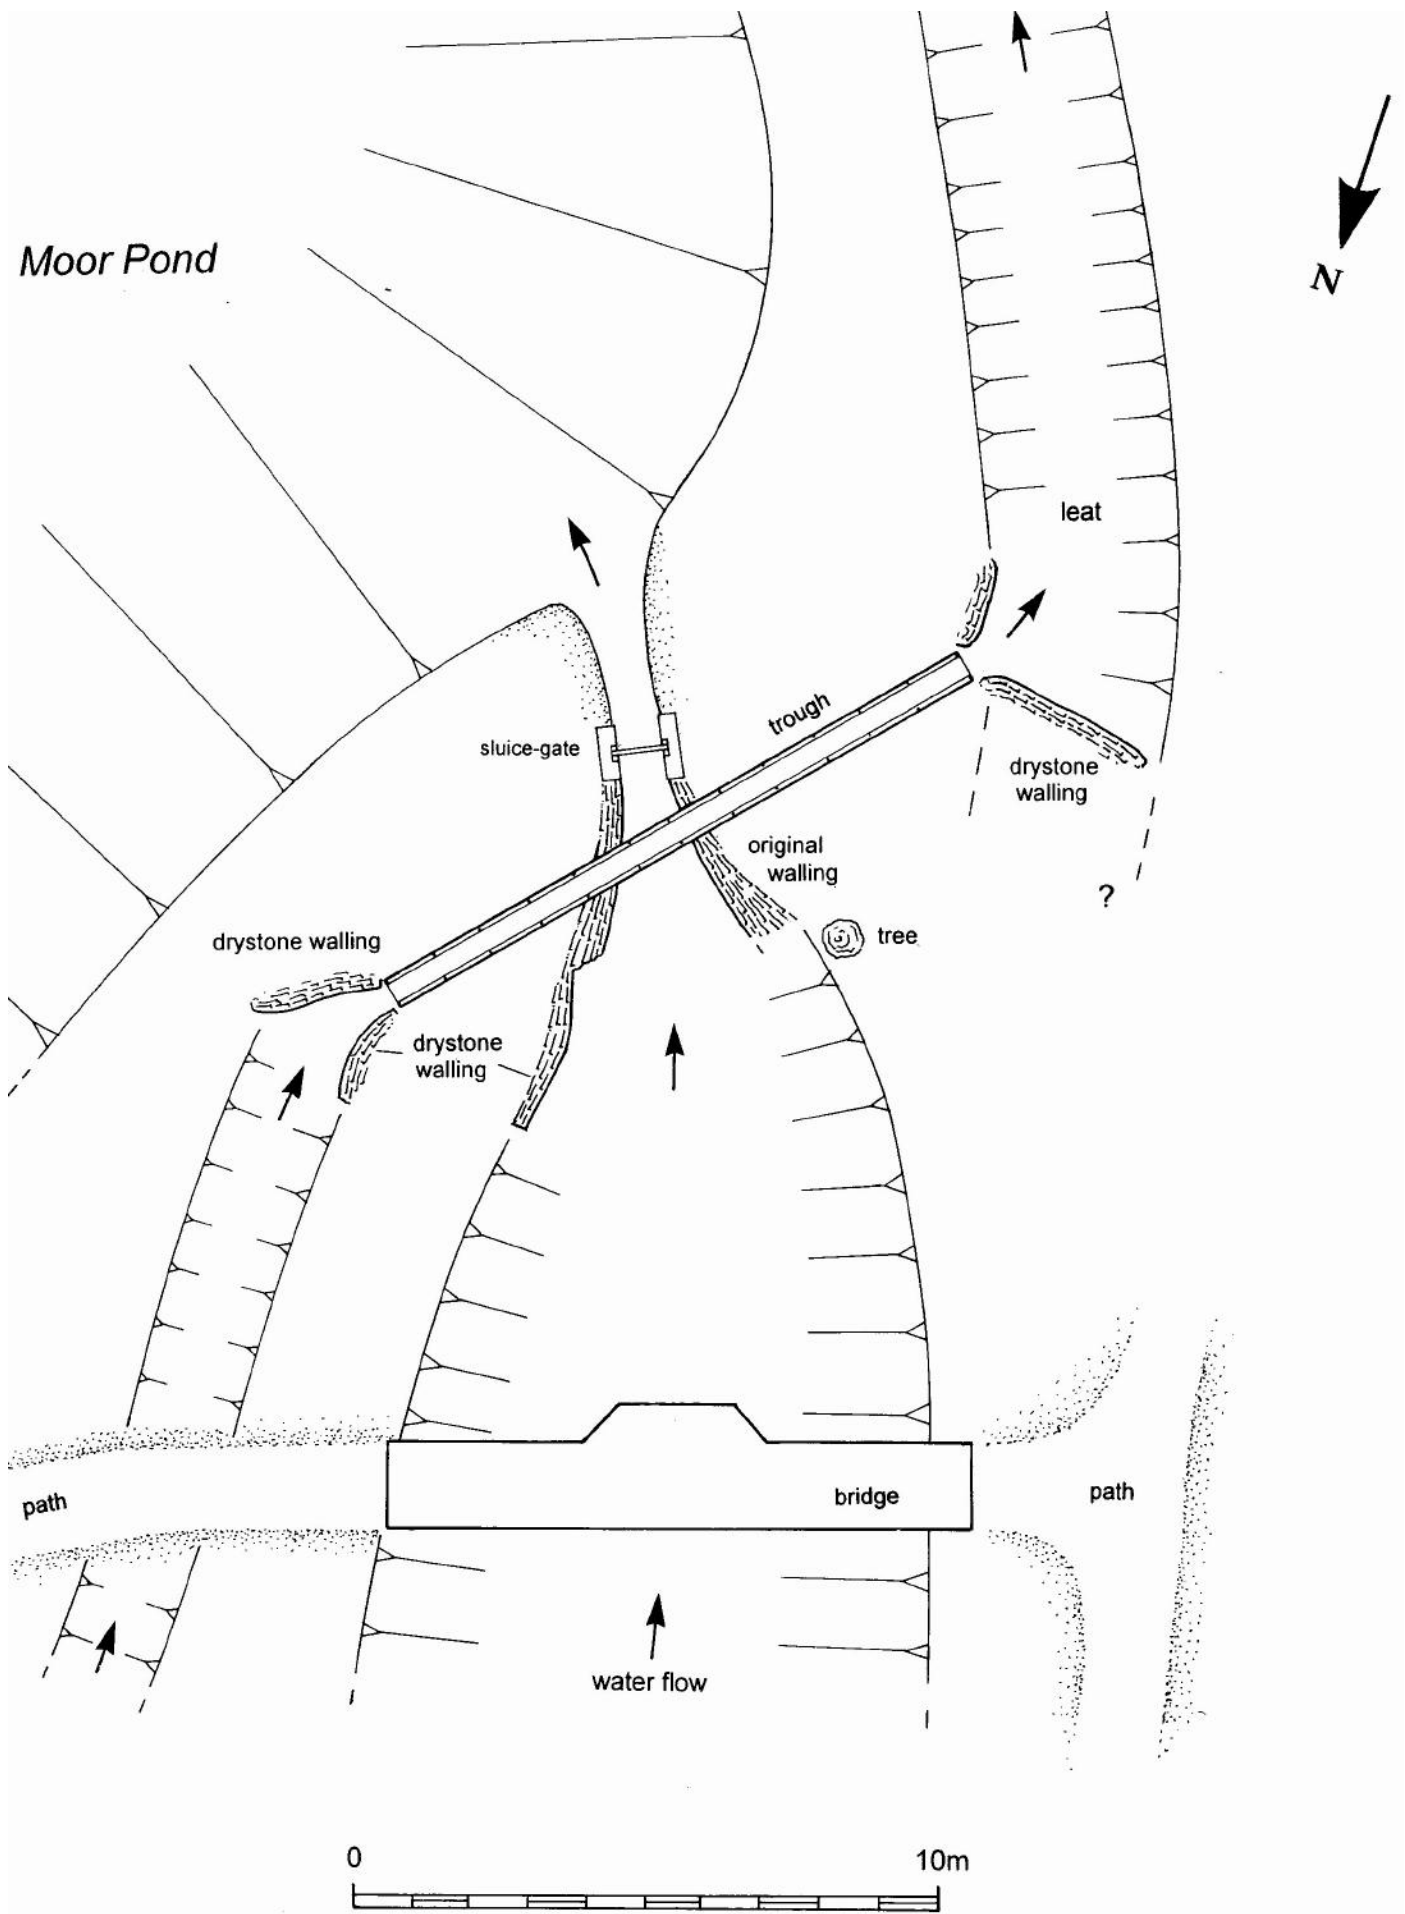 Moor Pond
N
leat
trough
sluice-gate
drystone
walling
original
walling
?
tree
drystone walling
drystone
walling
path
bridge
path
water flow
0 10m